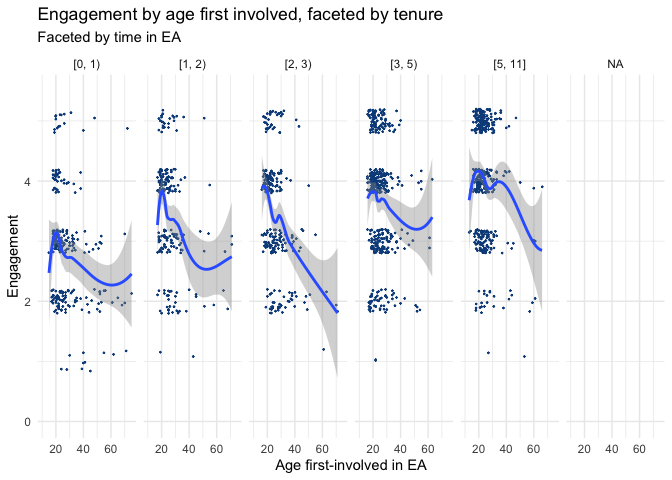 Engagement by age first involved, faceted by tenure
Faceted by time in EA
[0, 1) [1, 2) [2, 3) [3, 5) [5, 11] NA
Engagement
4
2
0
20 40 60 20 40 60 20 40 60 20 40 60 20 40 60 20 40 60
Age first-involved in EA